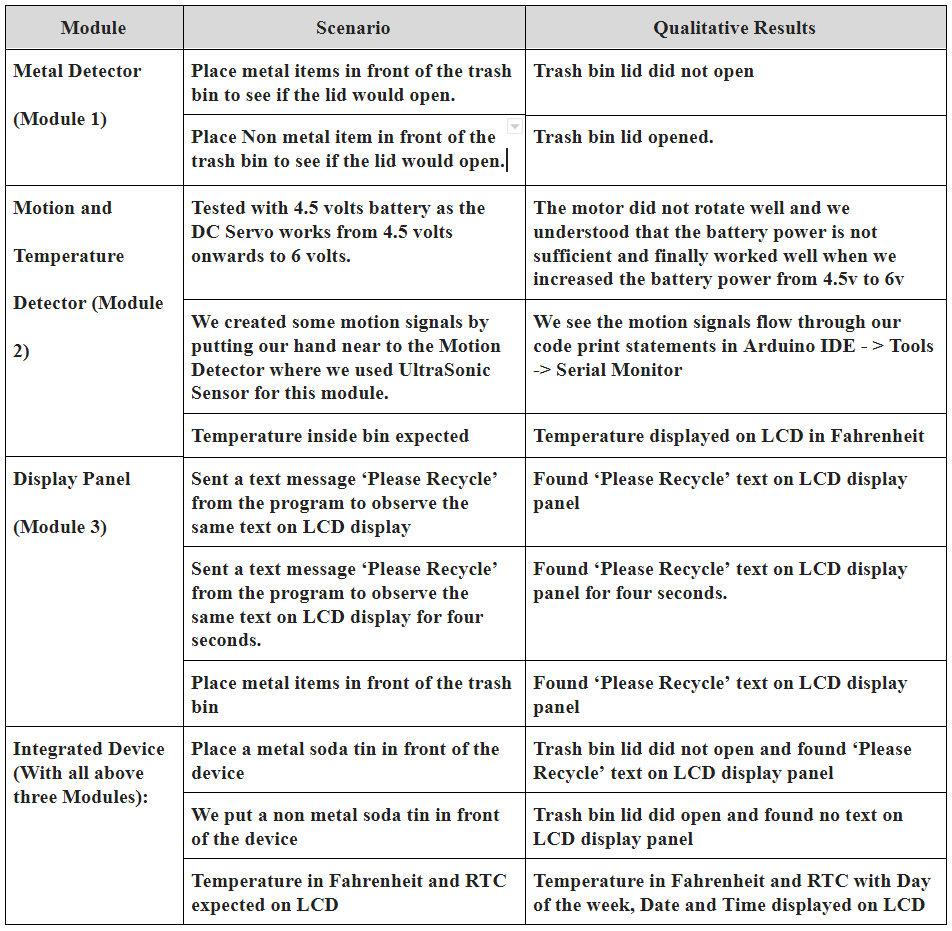 Module
Scenario
Qualitative Results
Metal Detector
(Module 1)
Place metal items in front of the trash
bin to see if the lid would open.
Trash bin lid did not open
Place Non metal item in front of the
trash bin to see if the lid would open.
Trash bin lid opened.
Motion and
Temperature
Detector (Module
2)
Tested with 4.5 volts battery as the
DC Servo works from 4.5 volts
onwards to 6 volts.
The motor did not rotate well and we
understood that the battery power is not
sufficient and finally worked well when we
increased the battery power from 4.5v to 6v
We created some motion signals by
putting our hand near to the Motion
Detector where we used UltraSonic
Sensor for this module.
We see the motion signals flow through our
code print statements in Arduino IDE - > Tools
-> Serial Monitor
Temperature inside bin expected
Temperature displayed on LCD in Fahrenheit
Display Panel
(Module 3)
Sent a text message ‘Please Recycle’
from the program to observe the
same text on LCD display
Found ‘Please Recycle’ text on LCD display
panel
Sent a text message ‘Please Recycle’
from the program to observe the
same text on LCD display for four
seconds.
Found ‘Please Recycle’ text on LCD display
panel for four seconds.
Place metal items in front of the trash
bin
Found ‘Please Recycle’ text on LCD display
panel
Integrated Device
(With all above
three Modules):
Place a metal soda tin in front of the
device
Trash bin lid did not open and found ‘Please
Recycle’ text on LCD display panel
We put a non metal soda tin in front
of the device
Trash bin lid did open and found no text on
LCD display panel
Temperature in Fahrenheit and RTC
expected on LCD
Temperature in Fahrenheit and RTC with Day
of the week, Date and Time displayed on LCD